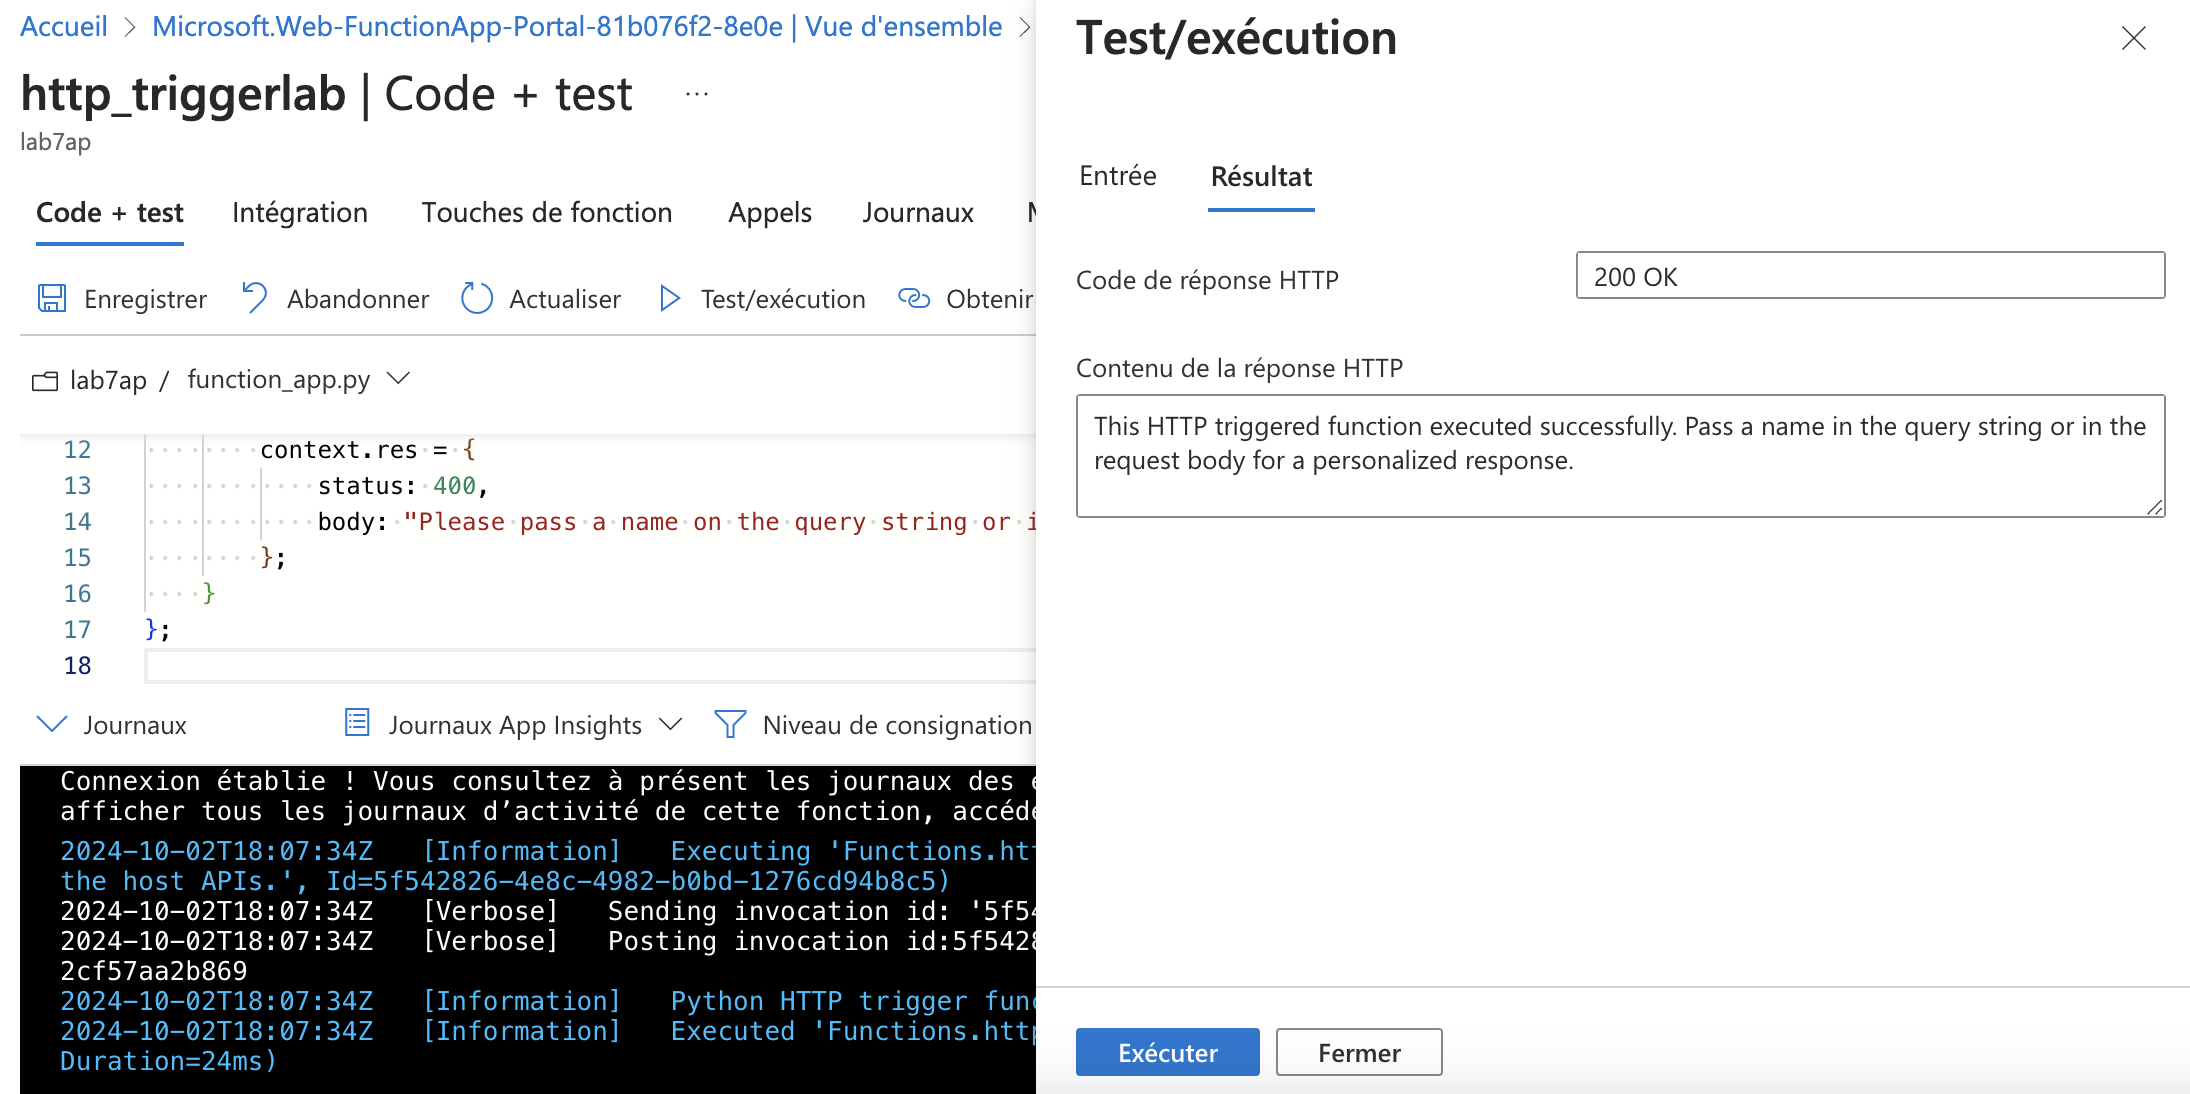 Accueil > Microsoft.Web-FunctionApp-Portal-81b076f2-8e0e | Vue d'ensemble >
http_triggerlab | Code + test ...
lab7ap
Code + test Intégration Touches de fonction Appels Journaux
Enregistrer Abandonner Actualiser Test/exécution Obtenir
lab7ap / function_app.py
12 context.res = {
13 status: 400,
14 body: "Please pass a name on the query string or
15 };
16 }
17 };
18
Journaux Journaux App Insights Niveau de consignation
Connexion établie ! Vous consultez à présent les journaux des
afficher tous les journaux d’activité de cette fonction,
2024-10-02T18:07:34Z [Information] Executing 'Functions.htt
the host APIs.', Id=5f542826-4e8c-4982-b0bd-1276cd94b8c5)
2024-10-02T18:07:34Z [Verbose] Sending invocation id: '5f54
2024-10-02T18:07:34Z [Verbose] Posting invocation id:5f5428
2cf57aa2b869
2024-10-02T18:07:34Z [Information] Python HTTP trigger func
2024-10-02T18:07:34Z [Information] Executed 'Functions.http
Duration=24ms)
Test/exécution
Entrée Résultat
Code de réponse HTTP 200 OK
Contenu de la réponse HTTP
This HTTP triggered function executed successfully. Pass a name in the query string or in the
request body for a personalized response.
Exécuter Fermer